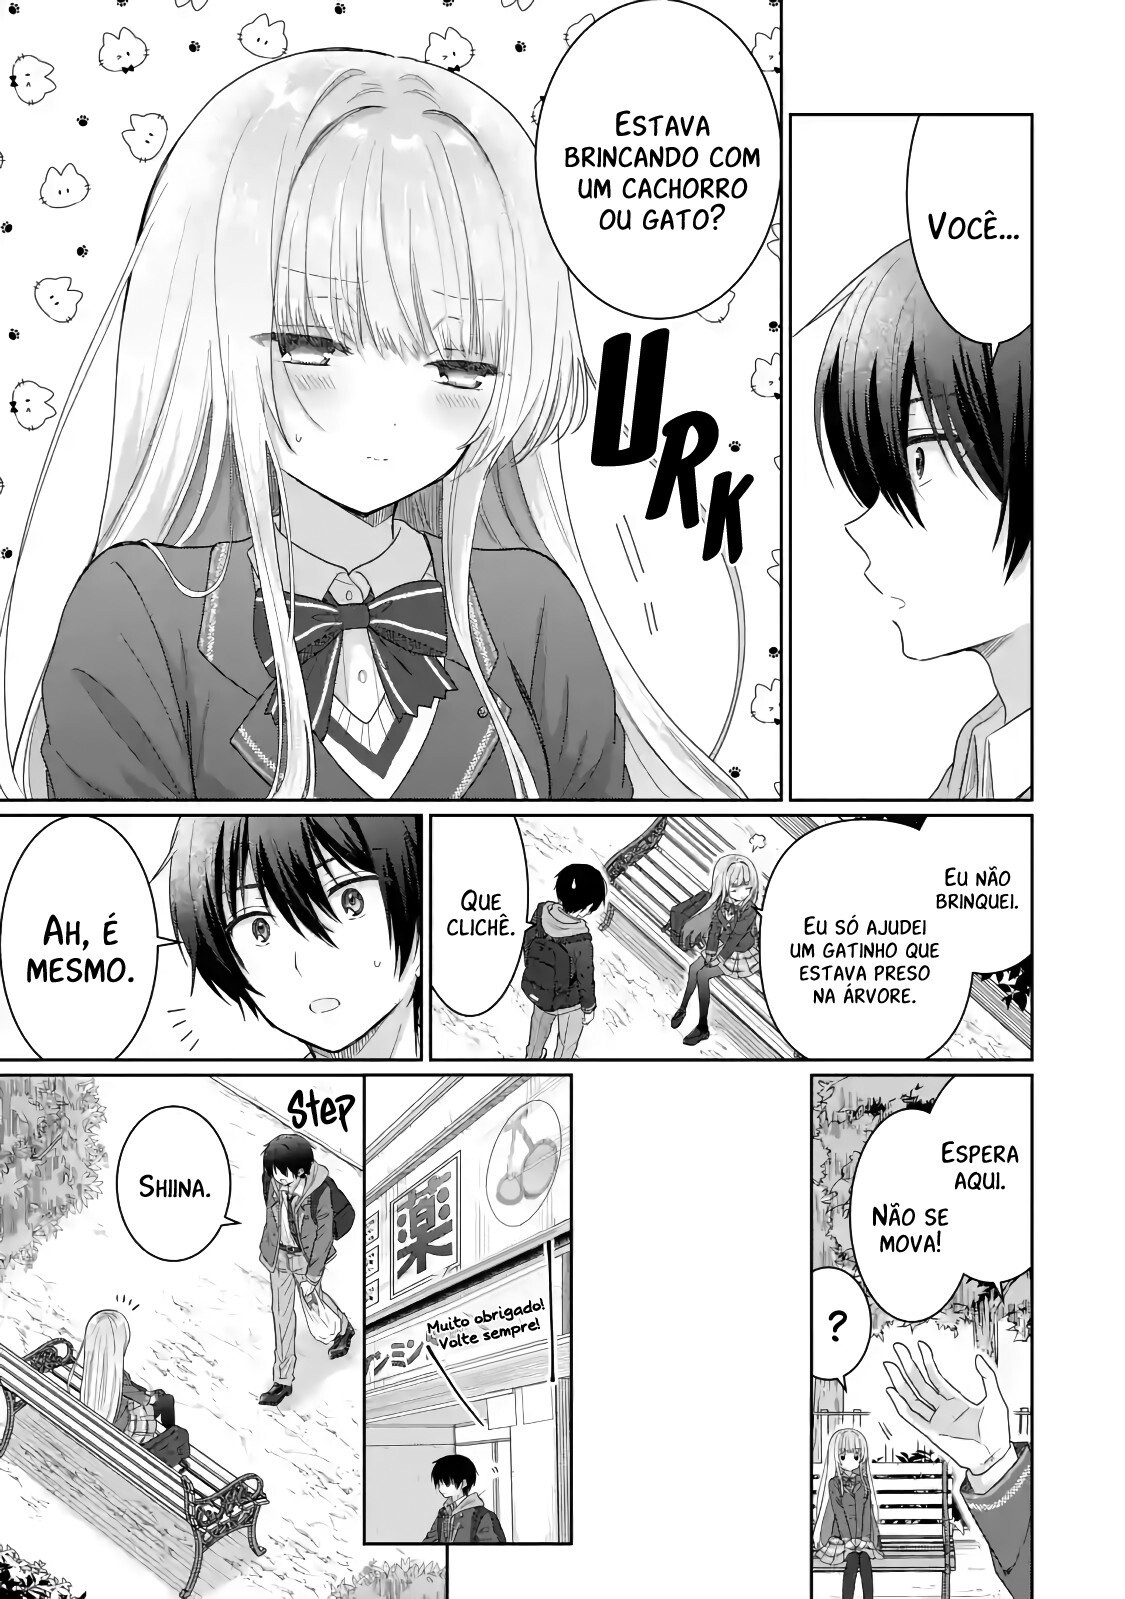 VOCÊ...
ESTAVA
BRINCANDO COM
UM CACHORRO
OU GATO?
URK
EU NÃO
BRINQUEI.
EU SÓ AJUDEI
UM GATINHO QUE
ESTAVA PRESO
NA ÁRVORE.
QUE
CLICHÊ.
AH, É
MESMO.
ESPERA
AQUI.
NÃO SE
MOVA!
?
薬
Muito obrigado!
Volte sempre!
Step
SHIINA.